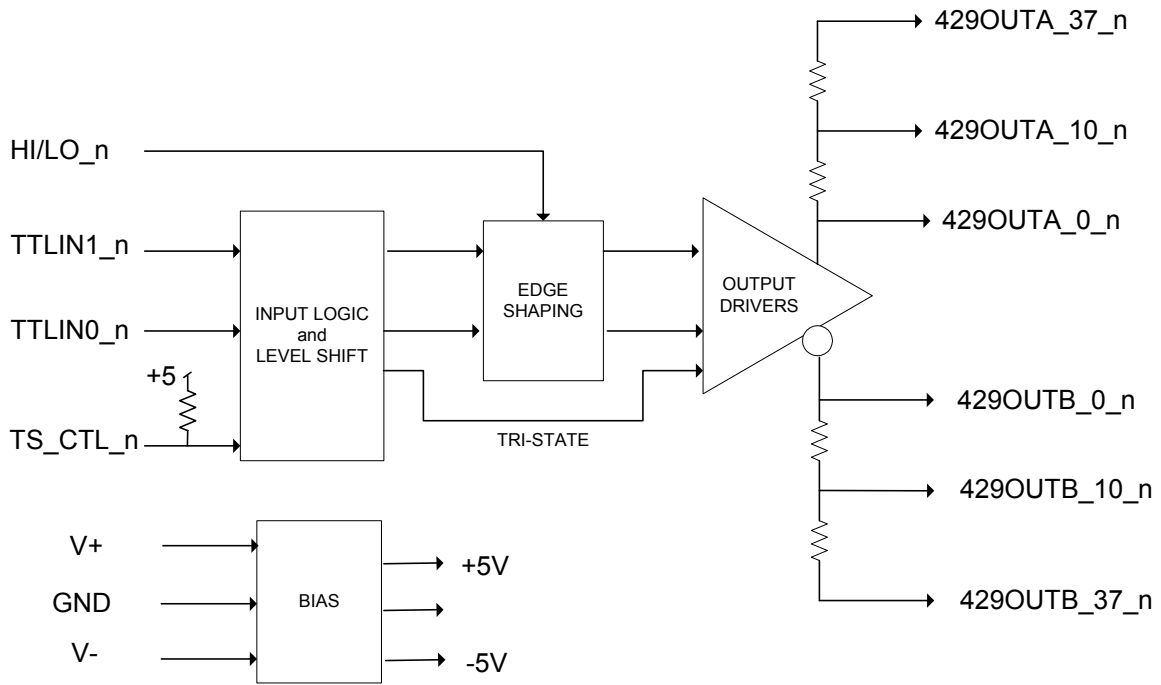 429OUTA_37_n
429OUTA_10_n
HI/LO_n
429OUTA_0_n
TTLIN1_n
TTLIN0_n
+5
TS_CTL_n
INPUT LOGIC
and
LEVEL SHIFT
EDGE
SHAPING
OUTPUT
DRIVERS
TRI-STATE
429OUTB_0_n
429OUTB_10_n
429OUTB_37_n
V+
GND
V-
BIAS
+5V
-5V